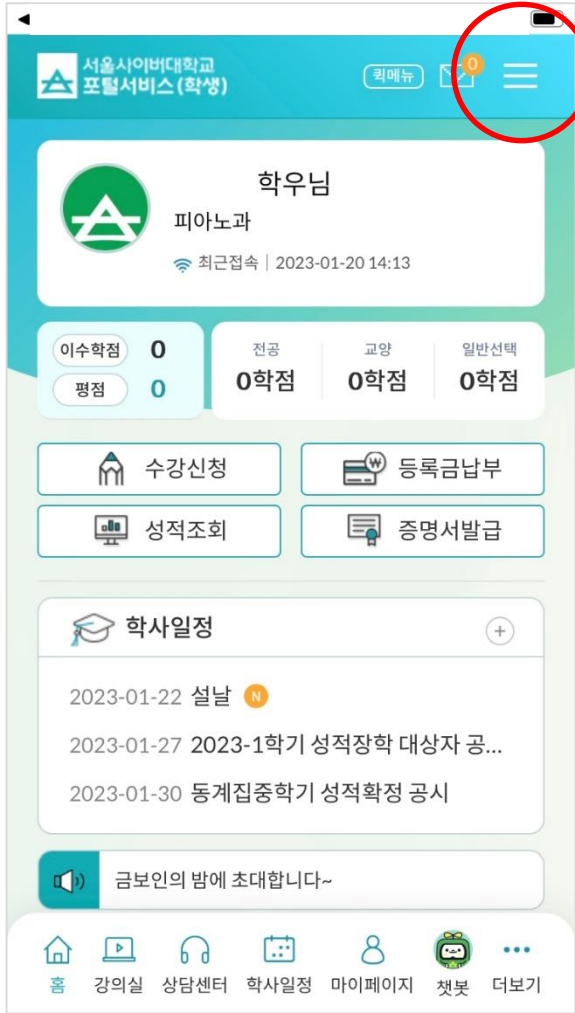 서울사이버대학교
포털서비스(학생)
퀵메뉴
0
학우님
피아노과
최근접속 | 2023-01-20 14:13
이수학점 0
평점 0
전공 교양 일반선택
0학점 0학점 0학점
수강신청 등록금납부
성적조회 증명서발급
학사일정
2023-01-22 설날 N
2023-01-27 2023-1학기 성적장학 대상자 공...
2023-01-30 동계집중학기 성적확정 공시
금보인의 밤에 초대합니다~
홈 강의실 상담센터 학사일정 마이페이지 챗봇 더보기